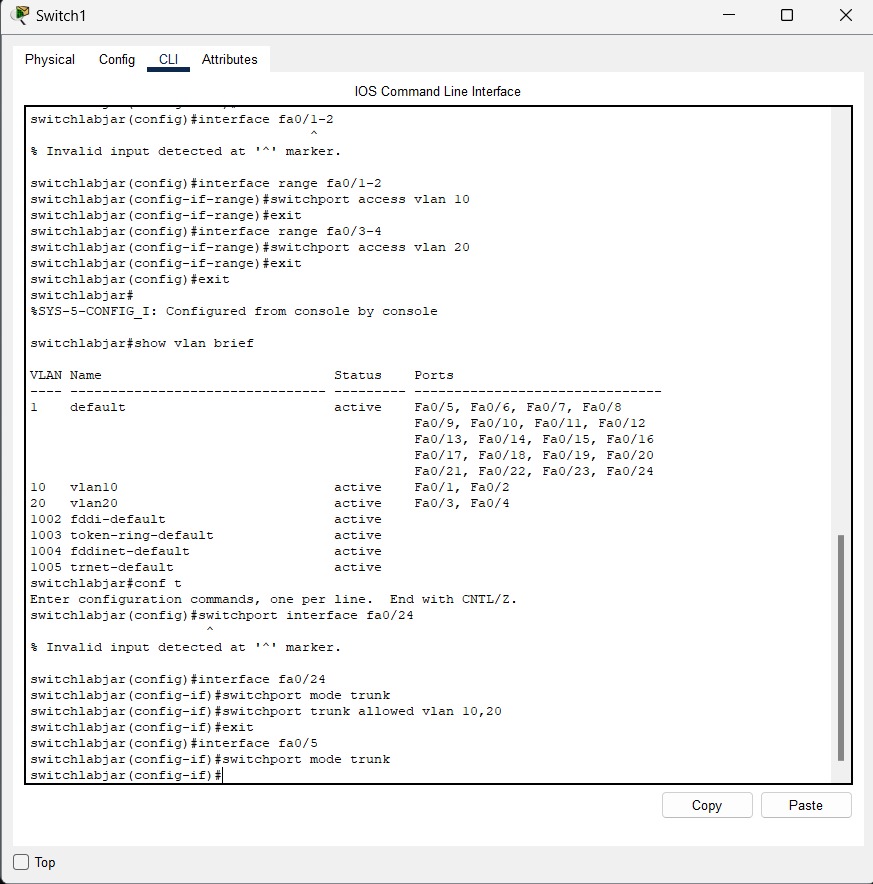 Switch1
Physical Config CLI Attributes
IOS Command Line Interface
switchlabjar(config)#interface fa0/1-2
^
% Invalid input detected at '^' marker.
switchlabjar(config)#interface range fa0/1-2
switchlabjar(config-if-range)#switchport access vlan 10
switchlabjar(config-if-range)#exit
switchlabjar(config)#interface range fa0/3-4
switchlabjar(config-if-range)#switchport access vlan 20
switchlabjar(config-if-range)#exit
switchlabjar(config)#exit
switchlabjar#
%SYS-5-CONFIG_I: Configured from console by console
switchlabjar#show vlan brief
VLAN Name                             Status    Ports
---- -------------------------------- --------- -------------------------------
1    default                          active    Fa0/5, Fa0/6, Fa0/7, Fa0/8
                                                Fa0/9, Fa0/10, Fa0/11, Fa0/12
                                                Fa0/13, Fa0/14, Fa0/15, Fa0/16
                                                Fa0/17, Fa0/18, Fa0/19, Fa0/20
                                                Fa0/21, Fa0/22, Fa0/23, Fa0/24
10   vlan10                           active    Fa0/1, Fa0/2
20   vlan20                           active    Fa0/3, Fa0/4
1002 fddi-default                     active
1003 token-ring-default               active
1004 fddinet-default                  active
1005 trnet-default                    active
switchlabjar#conf t
Enter configuration commands, one per line.  End with CNTL/Z.
switchlabjar(config)#switchport interface fa0/24
^
% Invalid input detected at '^' marker.
switchlabjar(config)#interface fa0/24
switchlabjar(config-if)#switchport mode trunk
switchlabjar(config-if)#switchport trunk allowed vlan 10,20
switchlabjar(config-if)#exit
switchlabjar(config)#interface fa0/5
switchlabjar(config-if)#switchport mode trunk
switchlabjar(config-if)#
Copy Paste
Top